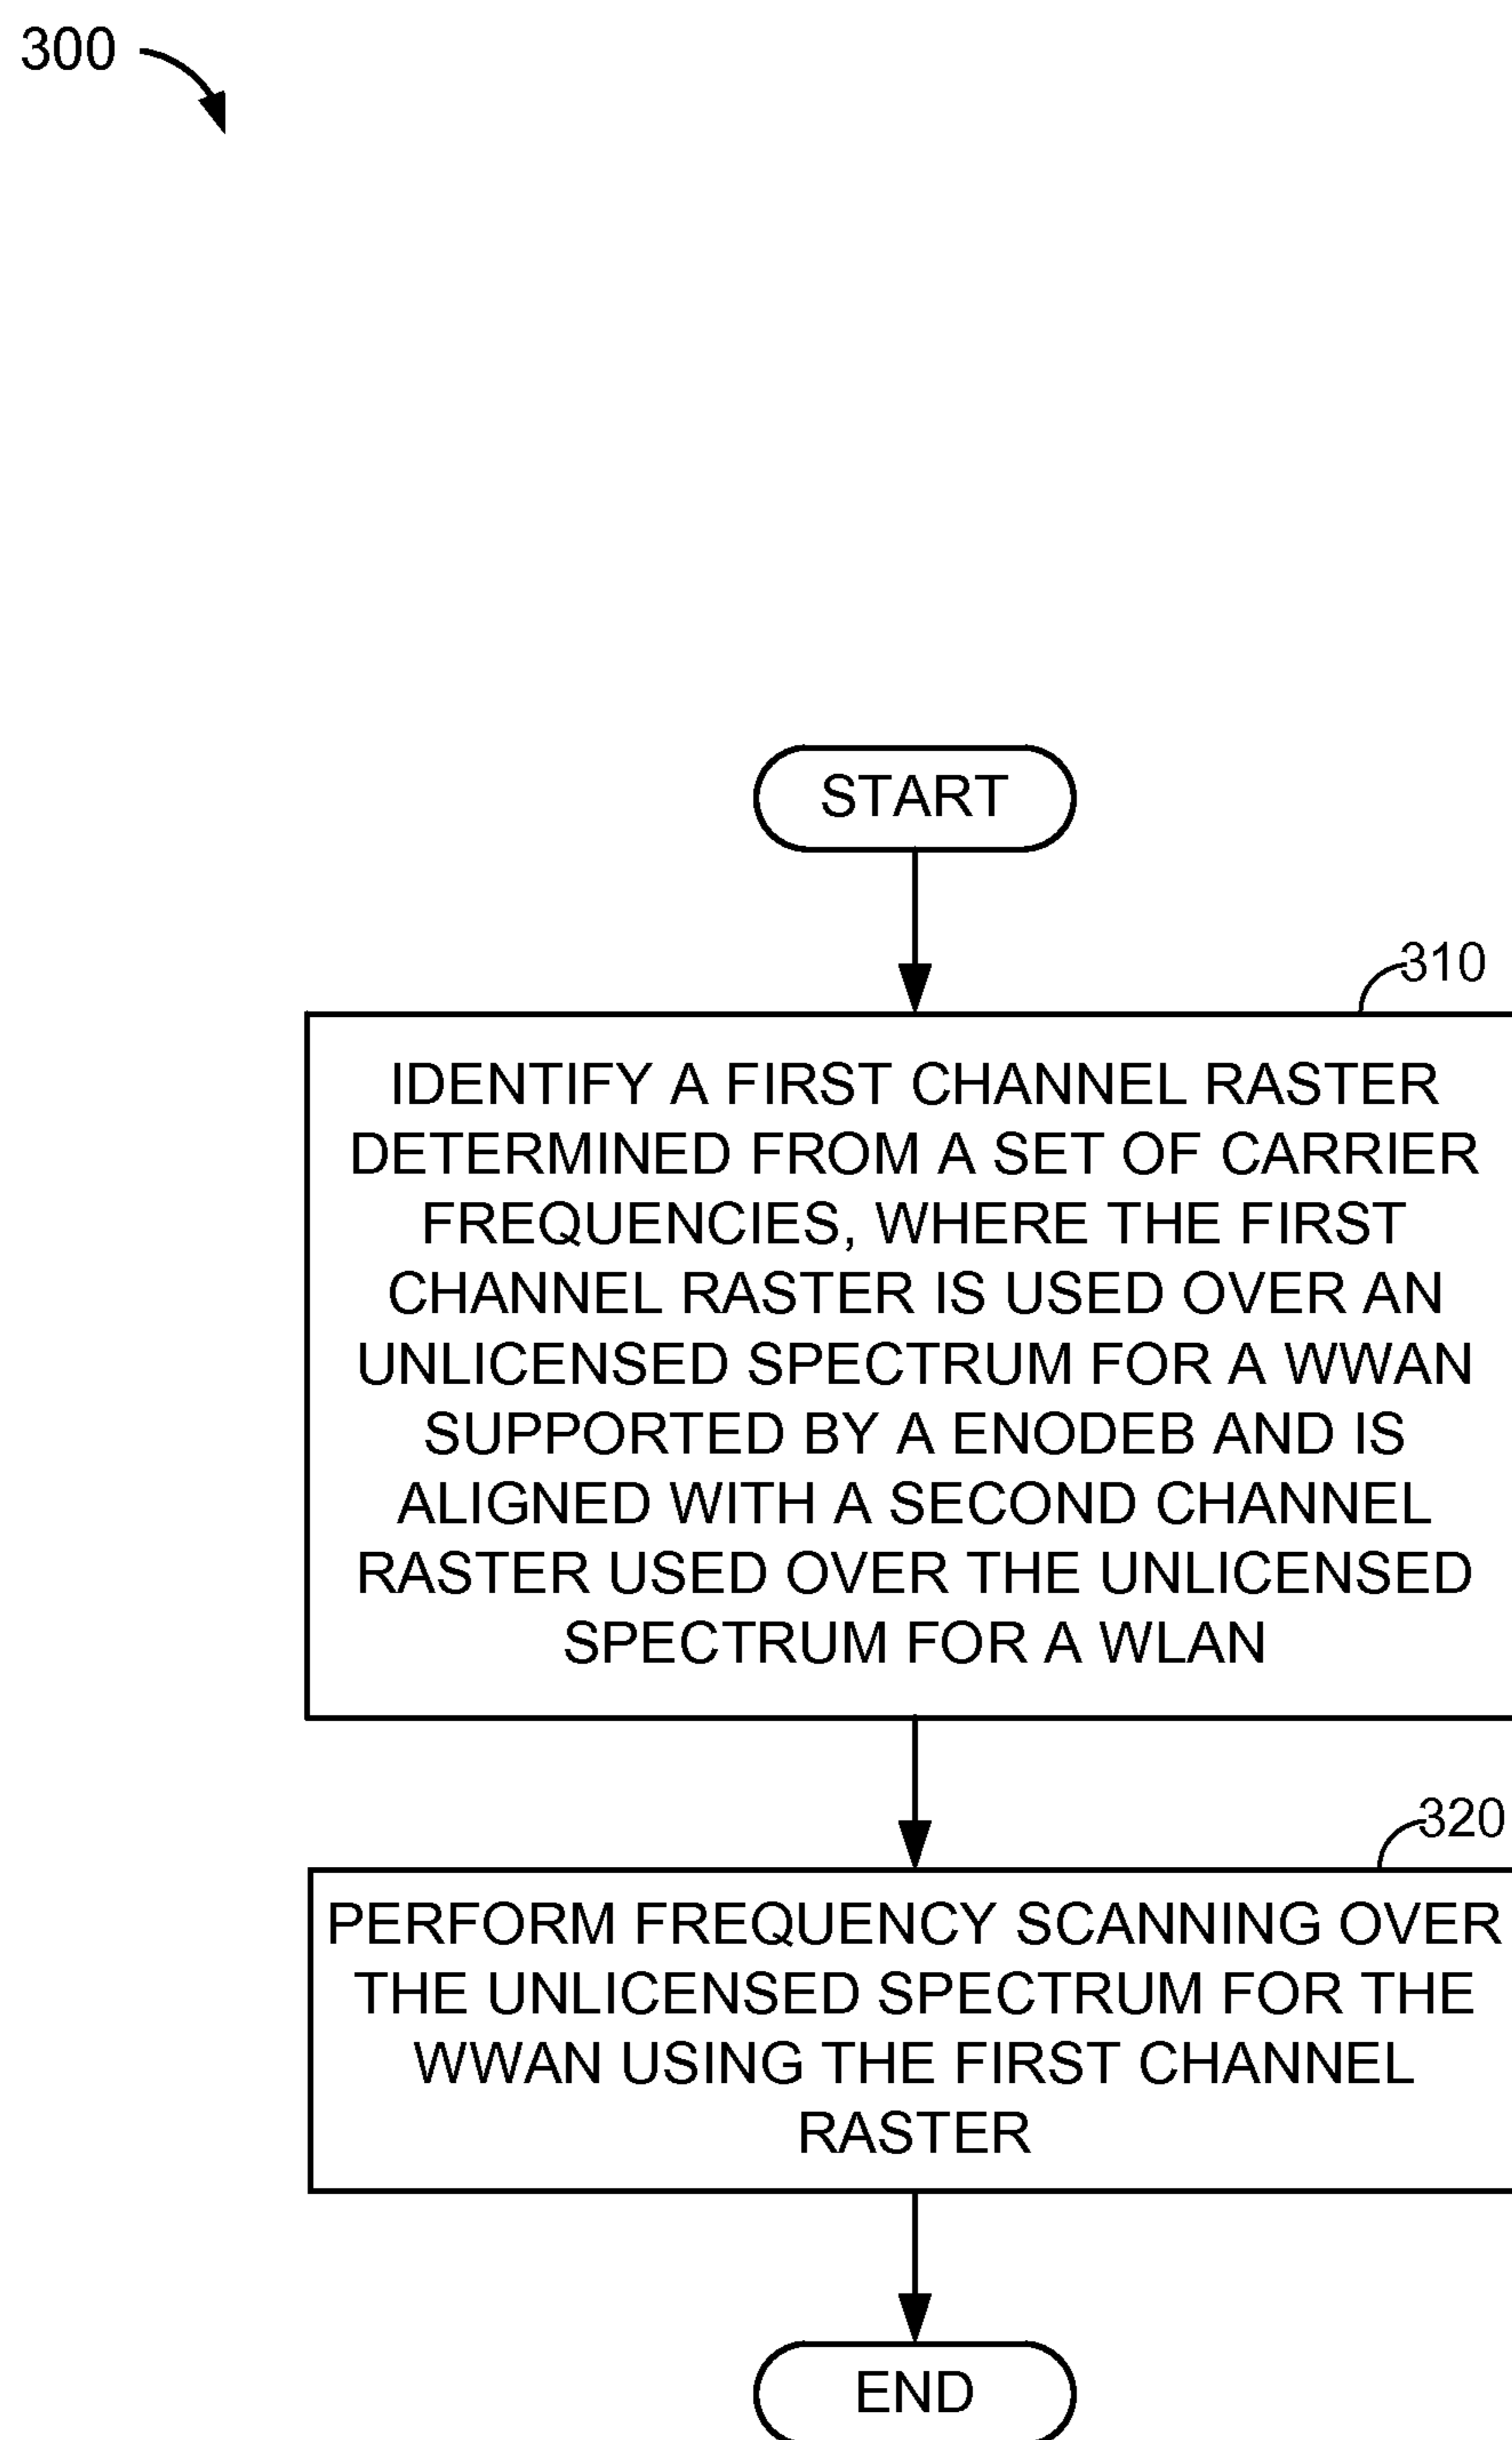 300
START
310
IDENTIFY A FIRST CHANNEL RASTER
DETERMINED FROM A SET OF CARRIER
FREQUENCIES, WHERE THE FIRST
CHANNEL RASTER IS USED OVER AN
UNLICENSED SPECTRUM FOR A WWAN
SUPPORTED BY A ENODEB AND IS
ALIGNED WITH A SECOND CHANNEL
RASTER USED OVER THE UNLICENSED
SPECTRUM FOR A WLAN
320
PERFORM FREQUENCY SCANNING OVER
THE UNLICENSED SPECTRUM FOR THE
WWAN USING THE FIRST CHANNEL
RASTER
END